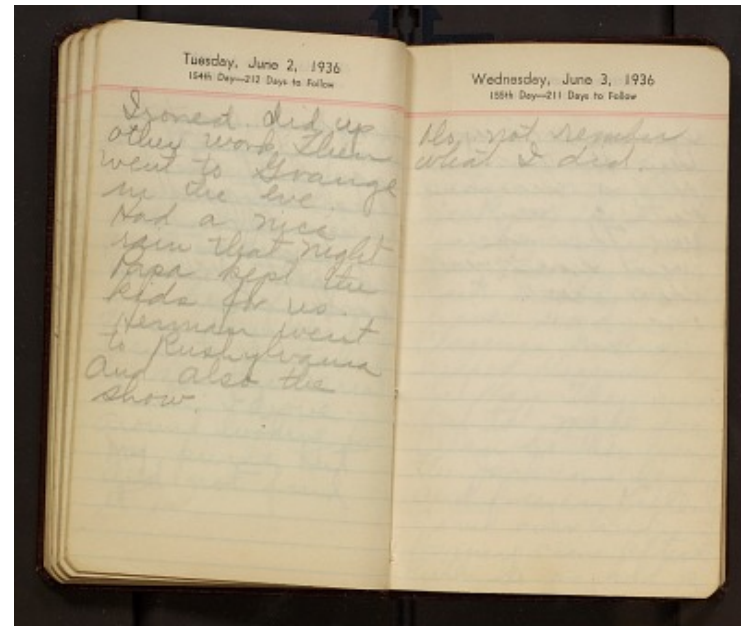 Tuesday, June 2, 1936
154th Day—212 Days to Follow
Ironed did up
other work then
went to Grange
in the eve.
Had a nice
rain that night
Papa kept the
kids for us.
Herman went
to Rushylvania
and also the
show.
Wednesday, June 3, 1936
155th Day—211 Days to Follow
Do not remember
what I did.